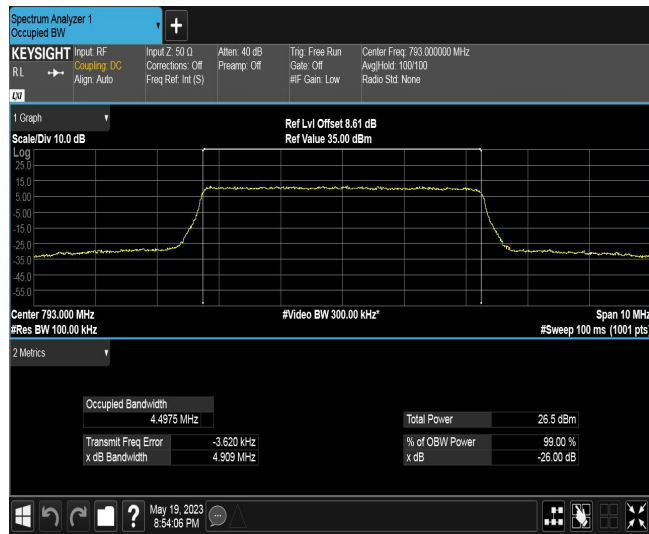 Spectrum Analyzer 1
Occupied BW
+
KEYSIGHT
RL
LXI
Input: RF
Coupling: DC
Align: Auto
Input Z: 50 Ω
Corrections: Off
Freq Ref: Int (S)
Atten: 40 dB
Preamp: Off
Trig: Free Run
Gate: Off
#IF Gain: Low
Center Freq: 793.000000 MHz
Avg|Hold: 100/100
Radio Std: None
1 Graph
Scale/Div 10.0 dB
Ref Lvl Offset 8.61 dB
Ref Value 35.00 dBm
Log
25.0
15.0
5.00
-5.00
-15.0
-25.0
-35.0
-45.0
-55.0
Center 793.000 MHz
#Video BW 300.00 kHz*
Span 10 MHz
#Res BW 100.00 kHz
#Sweep 100 ms (1001 pts)
2 Metrics
Occupied Bandwidth
4.4975 MHz
Total Power 26.5 dBm
Transmit Freq Error -3.620 kHz
% of OBW Power 99.00 %
x dB Bandwidth 4.909 MHz
x dB -26.00 dB
?
May 19, 2023
8:54:06 PM